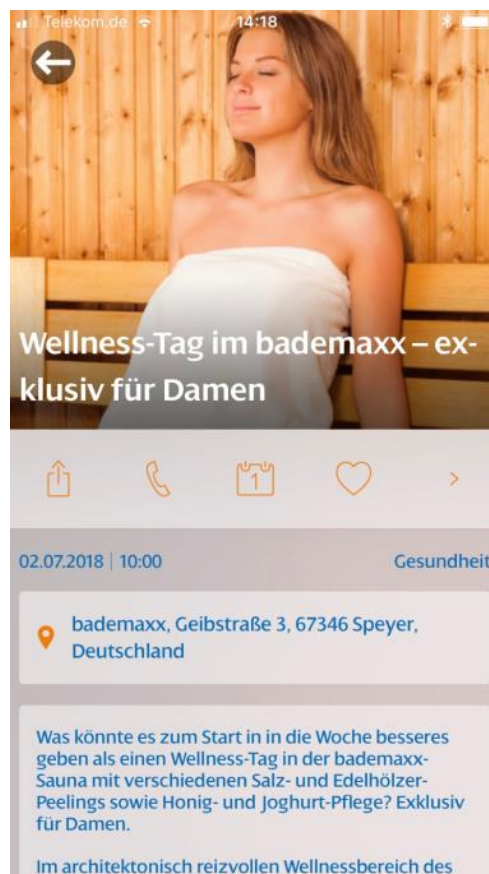 Telekom.de 14:18
Wellness-Tag im bademaxx – ex-
klusiv für Damen
1
02.07.2018 | 10:00 Gesundheit
bademaxx, Geibstraße 3, 67346 Speyer,
Deutschland
Was könnte es zum Start in in die Woche besseres
geben als einen Wellness-Tag in der bademaxx-
Sauna mit verschiedenen Salz- und Edelhölzer-
Peelings sowie Honig- und Joghurt-Pflege? Exklusiv
für Damen.
Im architektonisch reizvollen Wellnessbereich des